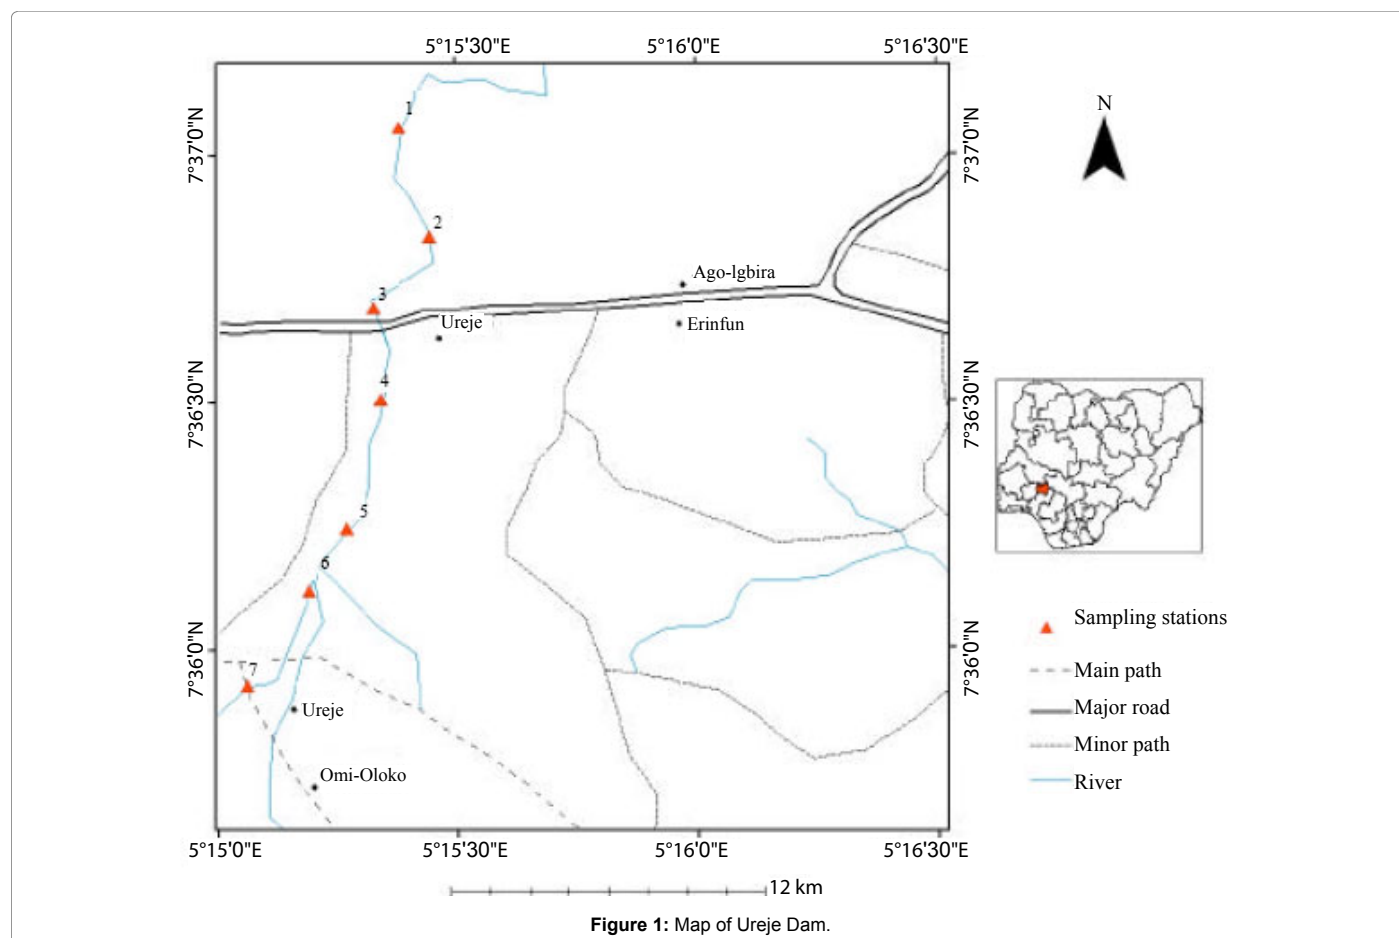 5°15'30"E 5°16'0"E 5°16'30"E
7°37'0"N
7°37'0"N
N
1
2
3
Ago-Igbira
Ureje
Erinfun
4
7°36'30"N
7°36'30"N
5
6
7
Ureje
Omi-Oloko
7°36'0"N
7°36'0"N
Sampling stations
Main path
Major road
Minor path
River
5°15'0"E 5°15'30"E 5°16'0"E 5°16'30"E
12 km
Figure 1: Map of Ureje Dam.